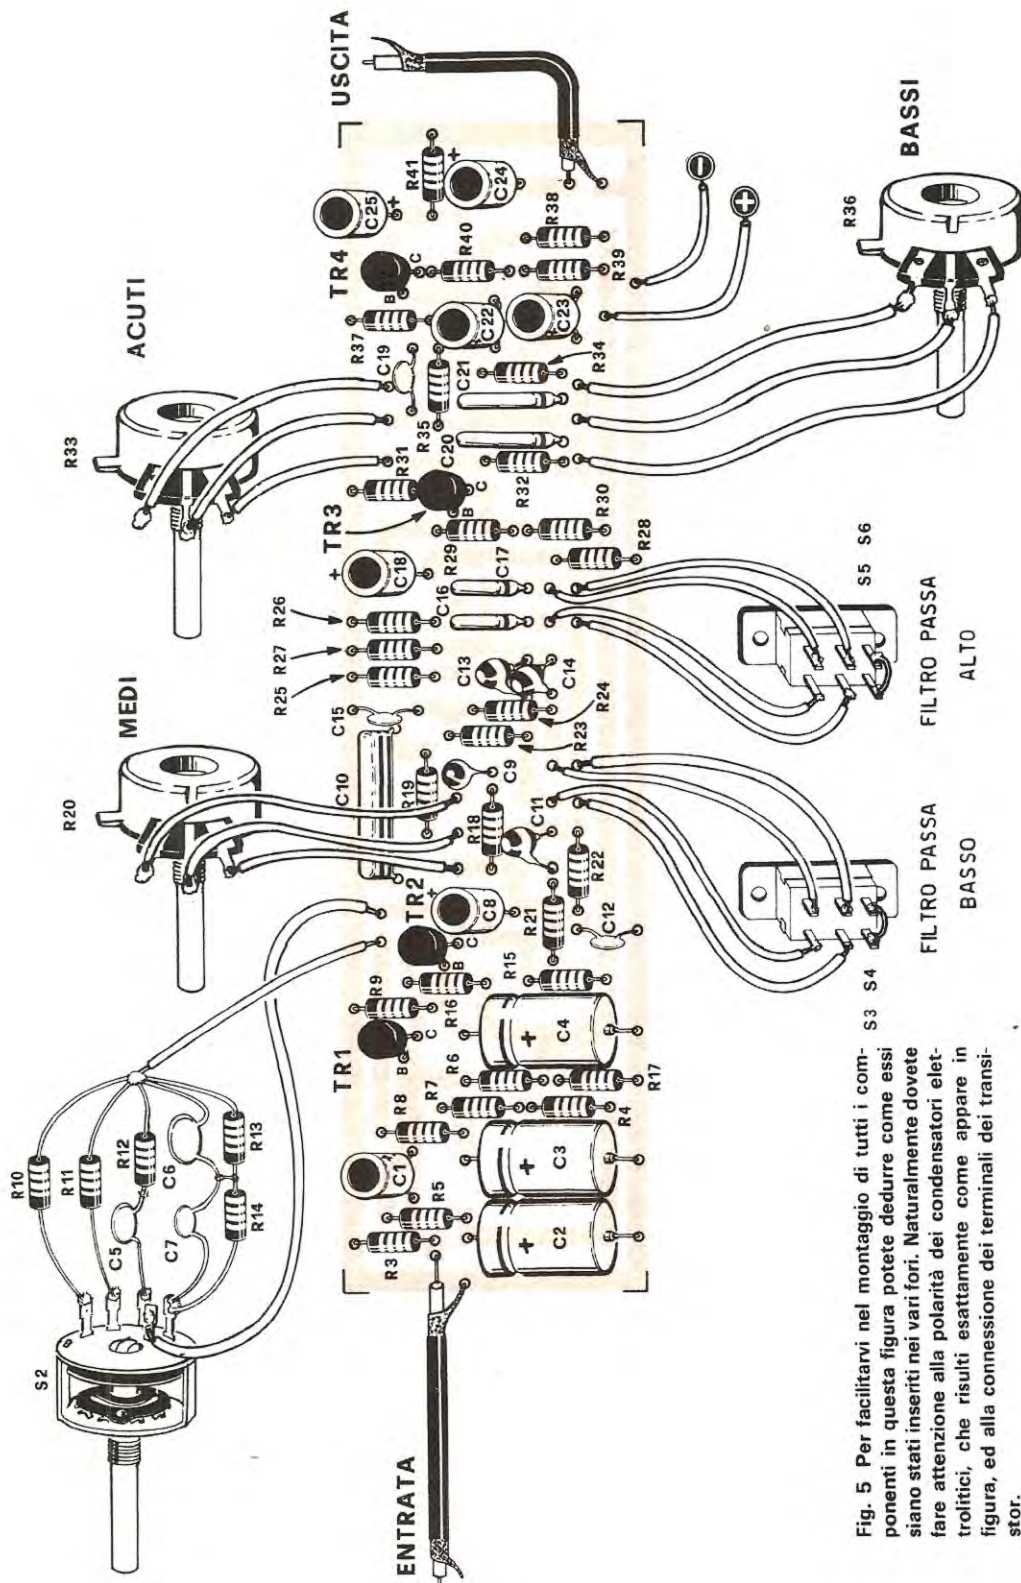 USCITA
ACUTI
BASSI
R33
R36
MEDI
R20
S2
ENTRATA
TR1
TR2
TR3
TR4
R10
R11
R12
R13
R14
C5
C6
C7
C25
C24
R41
R40
R38
R39
R37
C19
C22
C23
C21
R34
R35
C20
R31
R32
R30
R29
R28
C18
C17
C16
R26
R27
R25
C13
C14
C15
R24
R23
C10
R19
C9
R18
C11
R22
C8
R21
C12
R15
R9
R16
C4
R6
R7
R8
R17
R4
C1
C3
R5
R3
C2
B
C
B
C
B
C
B
C
+
+
+
+
+
+
+
+
-
S5 S6
FILTRO PASSA
ALTO
S3 S4
FILTRO PASSA
BASSO
Fig. 5 Per facilitarvi nel montaggio di tutti i com-
ponenti in questa figura potete dedurre come essi
siano stati inseriti nei vari fori. Naturalmente dovete
fare attenzione alla polarità dei condensatori elet-
trolitici, che risulti esattamente come appare in
figura, ed alla connessione dei terminali dei transi-
stor.